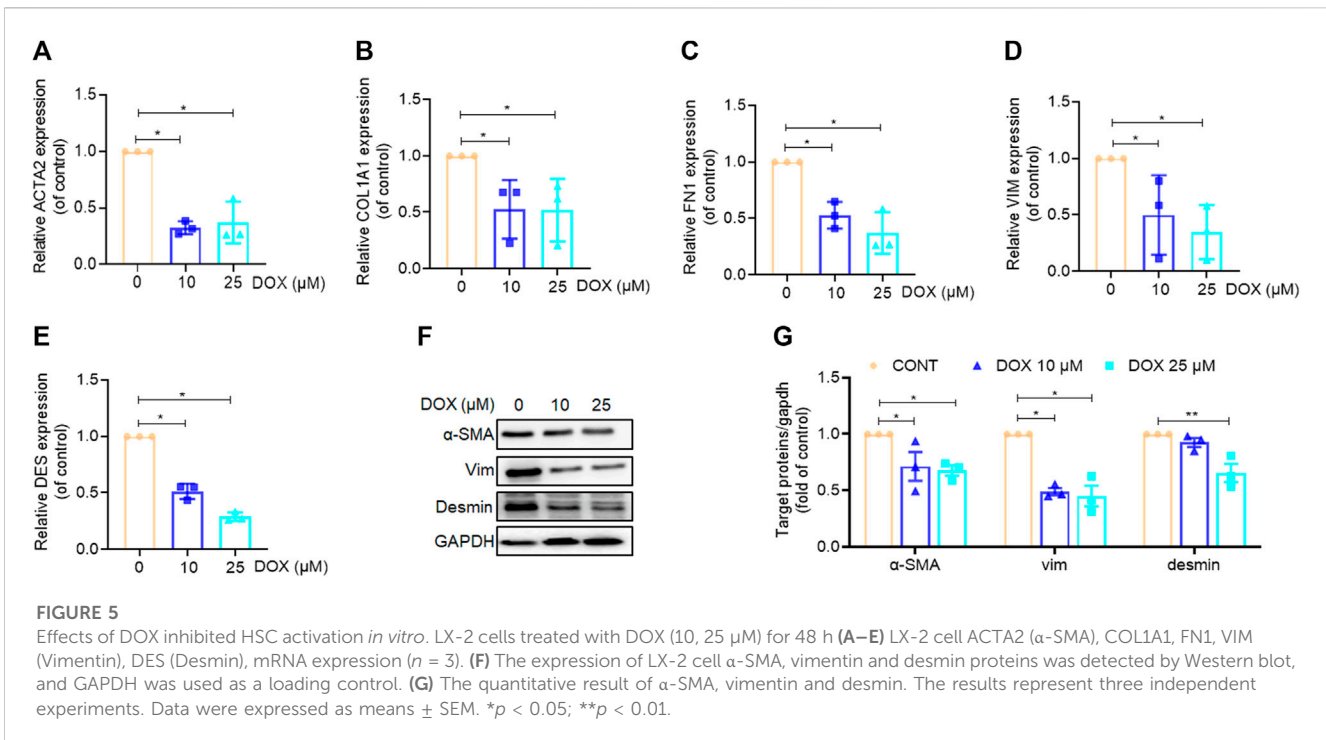 A
Relative ACTA2 expression
(of control)
1.5
1.0
0.5
0.0
*
*
0 10 25 DOX (µM)
B
Relative COL1A1 expression
(of control)
1.5
1.0
0.5
0.0
*
*
0 10 25 DOX (µM)
C
Relative FN1 expression
(of control)
1.5
1.0
0.5
0.0
*
*
0 10 25 DOX (µM)
D
Relative VIM expression
(of control)
1.5
1.0
0.5
0.0
*
*
0 10 25 DOX (µM)
E
Relative DES expression
(of control)
1.5
1.0
0.5
0.0
*
*
0 10 25 DOX (µM)
F
DOX (µM) 0 10 25
α-SMA
Vim
Desmin
GAPDH
G
CONT DOX 10 µM DOX 25 µM
Target proteins/gapdh
(fold of control)
1.5
1.0
0.5
0.0
*
*
*
*
**
α-SMA vim desmin
FIGURE 5
Effects of DOX inhibited HSC activation in vitro. LX-2 cells treated with DOX (10, 25 µM) for 48 h (A–E) LX-2 cell ACTA2 (α-SMA), COL1A1, FN1, VIM
(Vimentin), DES (Desmin), mRNA expression (n = 3). (F) The expression of LX-2 cell α-SMA, vimentin and desmin proteins was detected by Western blot,
and GAPDH was used as a loading control. (G) The quantitative result of α-SMA, vimentin and desmin. The results represent three independent
experiments. Data were expressed as means ± SEM. *p < 0.05; **p < 0.01.